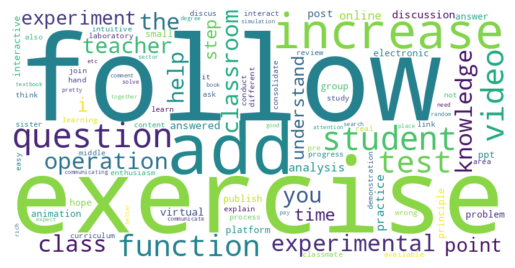 experiment the small intuitive degree interact simulation post online discussion answer increase
interactive also laboratory discus step electronic
teacher help classroom review consolidate video
think join hand etc. comment solve sector it book conduct different group
textbook pretty i together ask understand study not need random knowledge
follow
learning learn link
sister content answered
question add student
easy middle good attention search real place
operation communicating enthusiasm pre progress analysis test ppt area
exercise
animation hope virtual publish you time practice demonstration wrong principle problem
rich expect curriculum communicate better platform explain process pay classmate available
class function experimental point